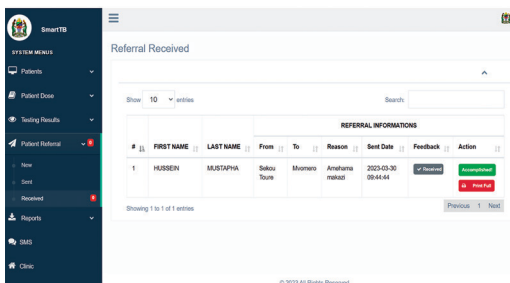 SmartTB
SYSTEM MENUS
Patients
Patient Dose
Testing Results
Patient Referral
New
Sent
Received
Reports
SMS
Clinic
Referral Received
Show 10 entries
Search:
REFERRAL INFORMATIONS
# FIRST NAME LAST NAME From To Reason Sent Date Feedback Action
1 HUSSEIN MUSTAPHA Sekou Mvomero Amehama 2023-03-30 Received Accomplished!
Toure makazi 09:44:44 Print Full
Showing 1 to 1 of 1 entries
Previous 1 Next
© 2023 All Rights Reserved